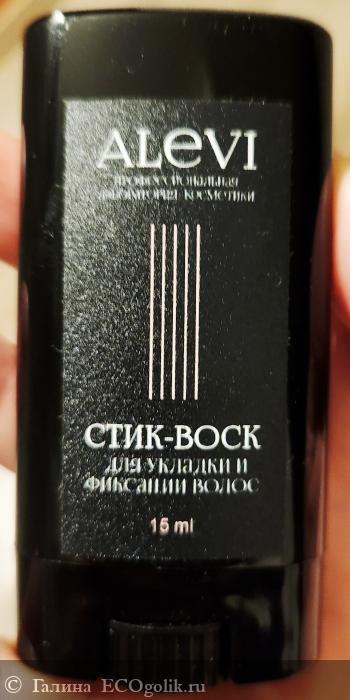 ALEVI
ПРОФЕССИОНАЛЬНАЯ
ЛАБОРАТОРИЯ КОСМЕТИКИ
СТИК-ВОСК
ДЛЯ УКЛАДКИ И
ФИКСАЦИИ ВОЛОС
15 ml
Галина ECOgolik.ru